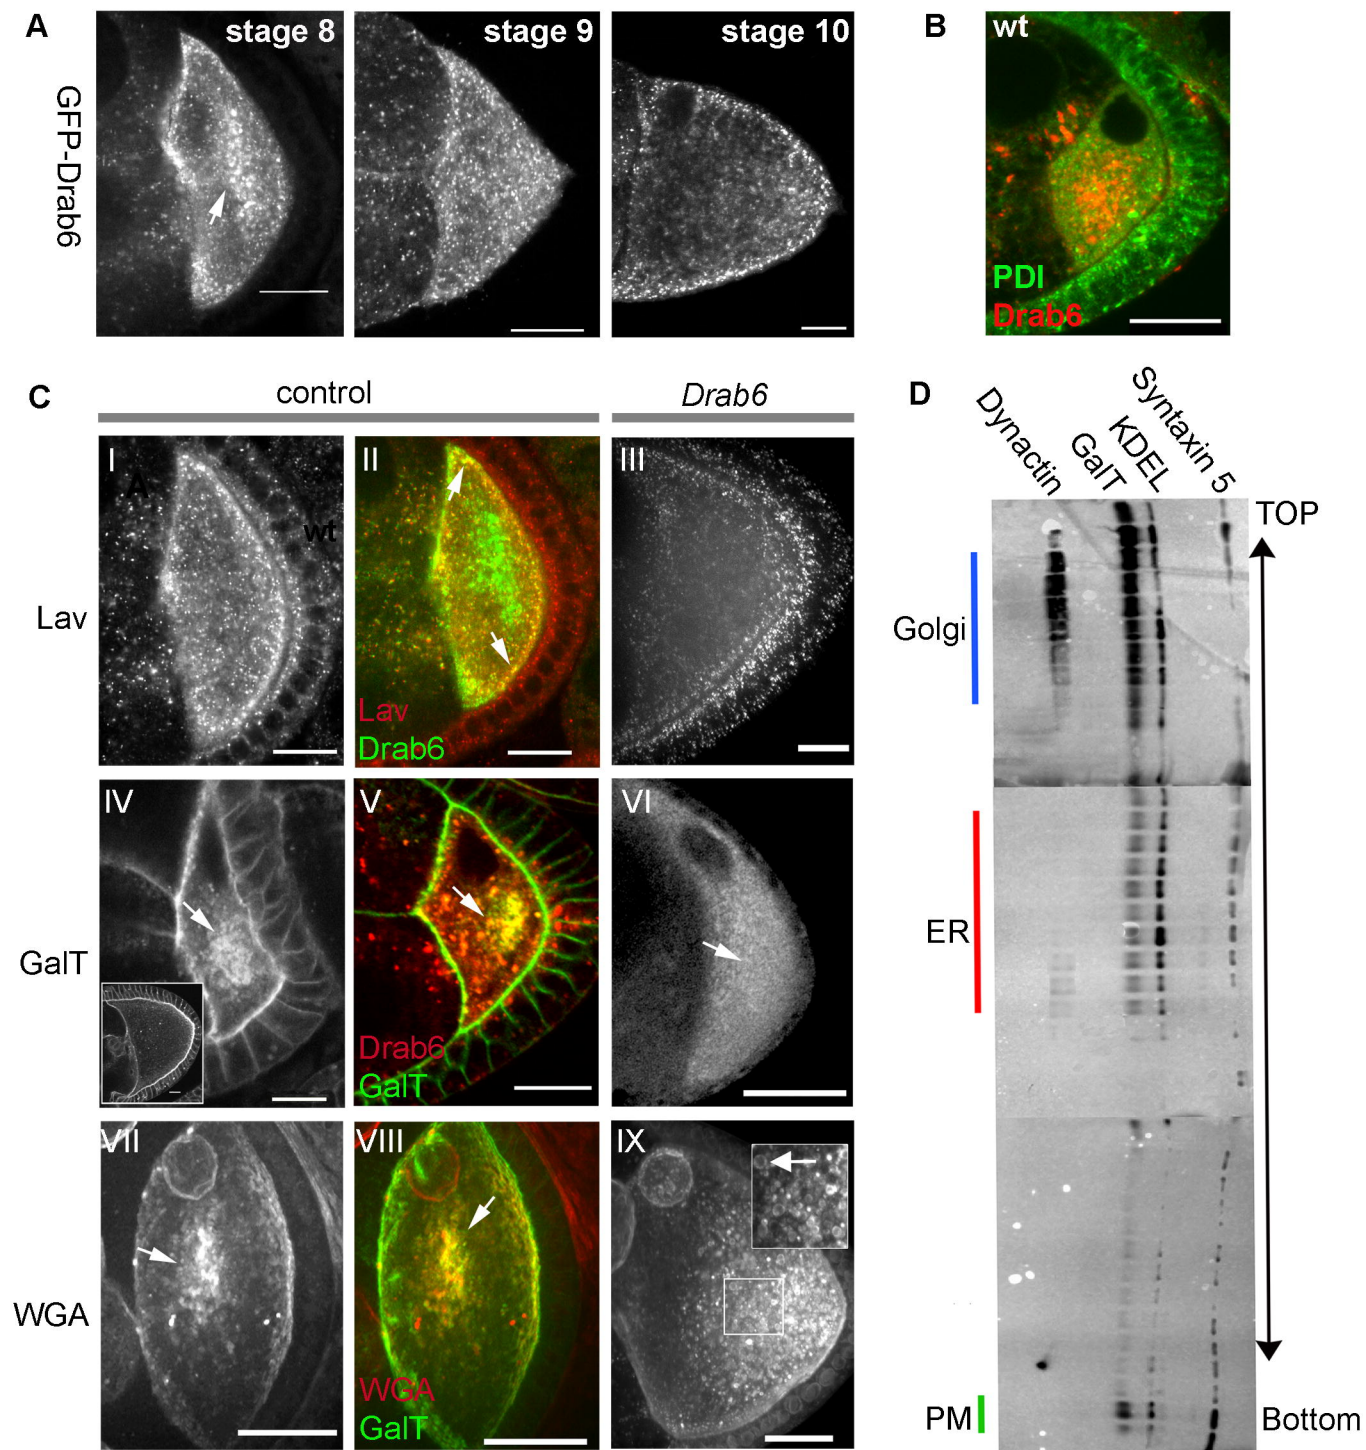 A
stage 8
stage 9
stage 10
GFP-Drab6
B
wt
PDI
Drab6
C
control
Drab6
I
A
wt
II
Lav
Drab6
III
Lav
IV
V
Drab6
GalT
VI
GalT
VII
VIII
WGA
GalT
IX
WGA
D
Dynactin
GalT
KDEL
Syntaxin 5
TOP
Golgi
ER
PM
Bottom